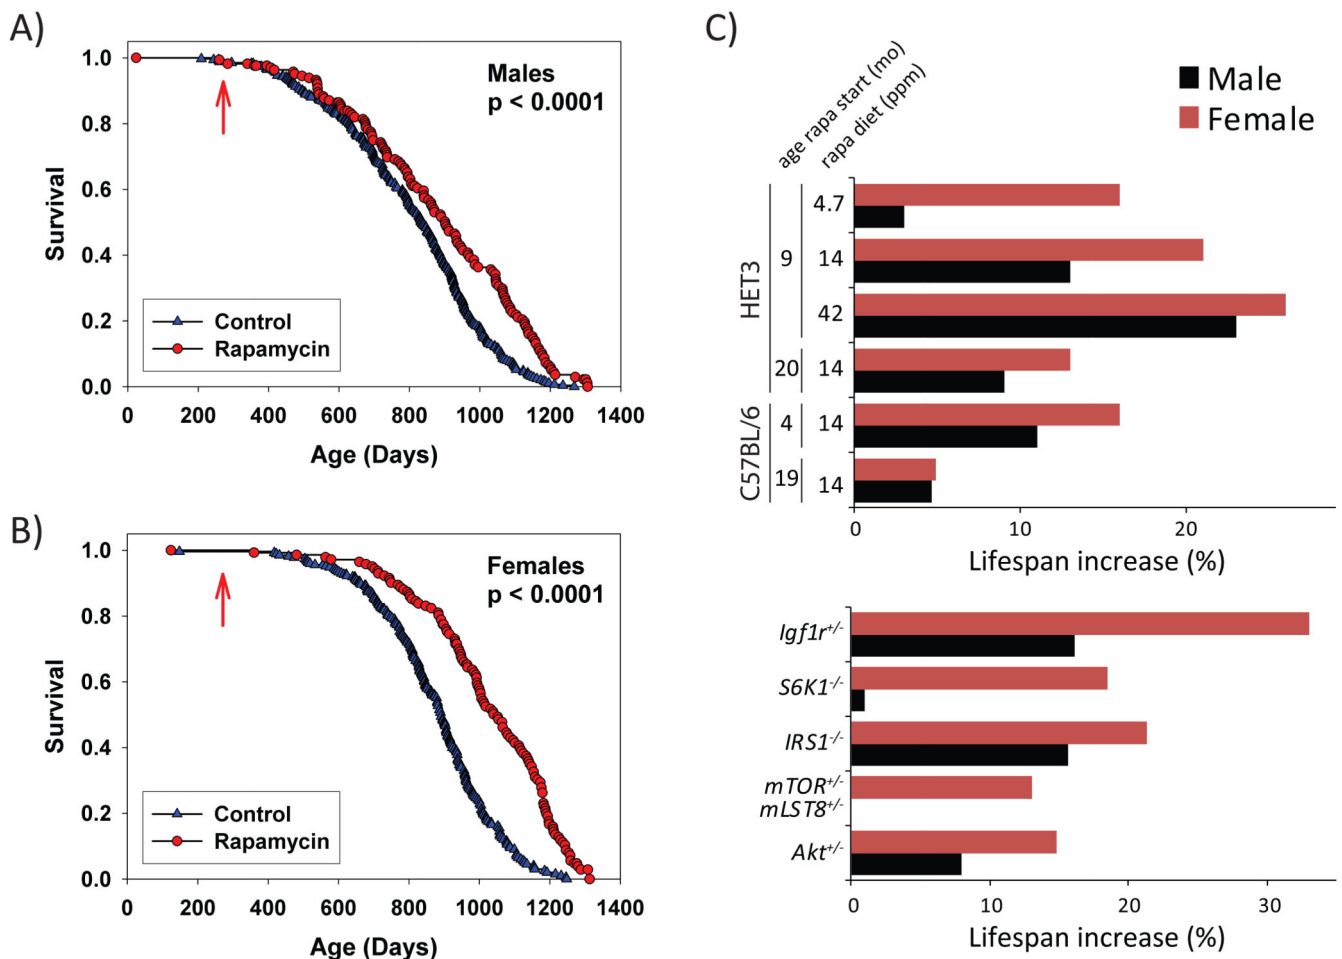 A)
Males
p < 0.0001
Survival
1.0
0.8
0.6
0.4
0.2
0.0
Control
Rapamycin
0 200 400 600 800 1000 1200 1400
Age (Days)
B)
Females
p < 0.0001
Survival
1.0
0.8
0.6
0.4
0.2
0.0
Control
Rapamycin
0 200 400 600 800 1000 1200 1400
Age (Days)
C)
age rapa start (mo)
rapa diet (ppm)
Male
Female
HET3
9
4.7
14
42
20 14
C57BL/6
4 14
19 14
0 10 20
Lifespan increase (%)
Igf1r+/-
S6K1-/-
IRS1-/-
mTOR+/-
mLST8+/-
Akt+/-
0 10 20 30
Lifespan increase (%)